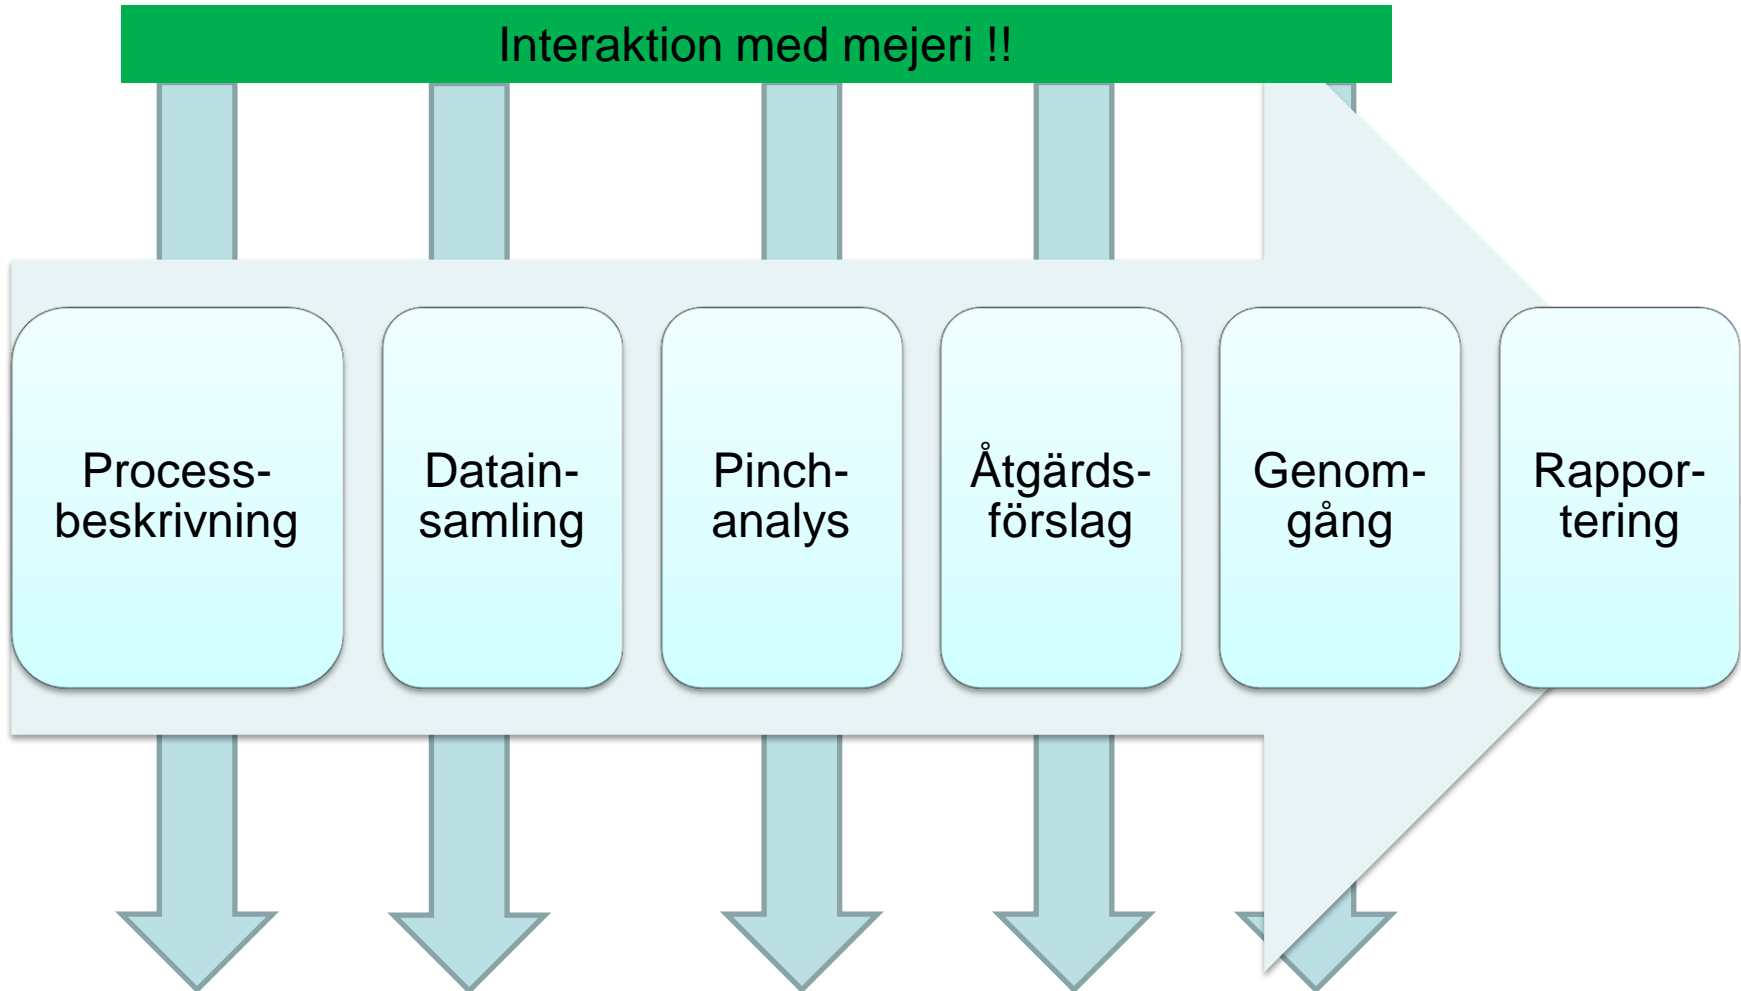 Interaktion med mejeri !!
Process-
beskrivning
Datain-
samling
Pinch-
analys
Åtgärds-
förslag
Genom-
gång
Rappor-
tering